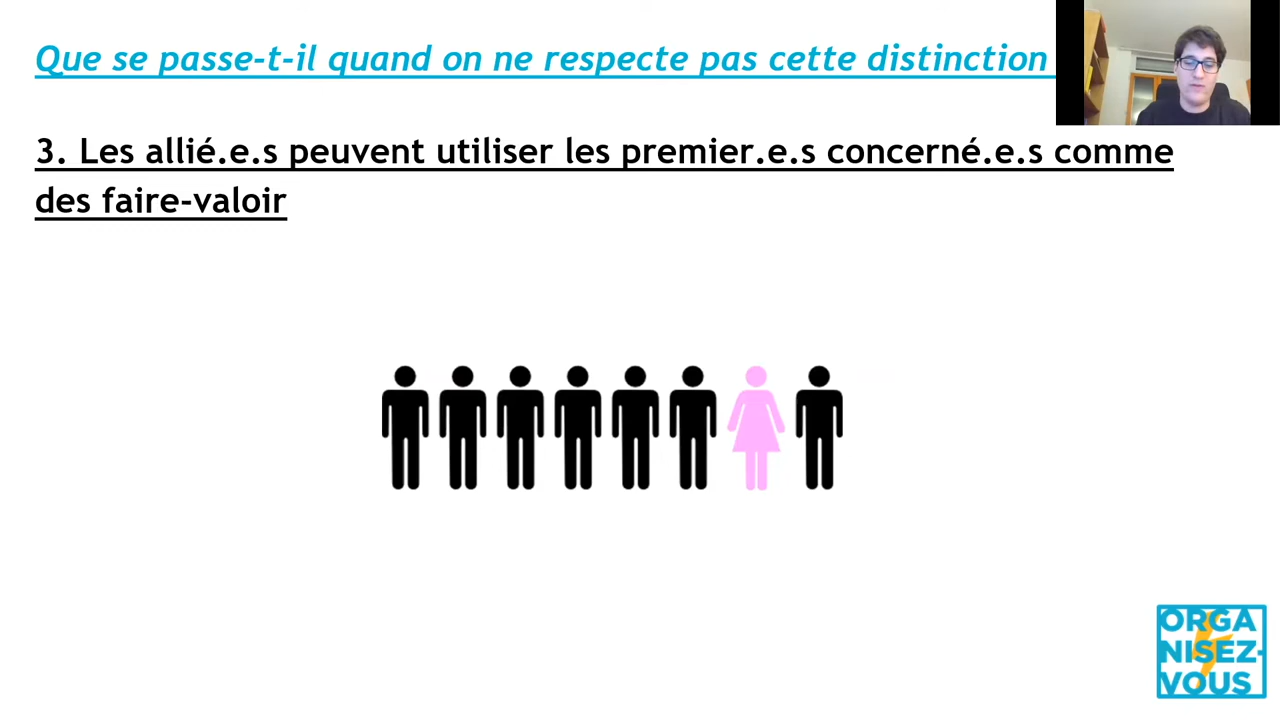 Que se passe-t-il quand on ne respecte pas cette distinction
3. Les allié.e.s peuvent utiliser les premier.e.s concerné.e.s comme
des faire-valoir
ORGA
NISEZ-
VOUS